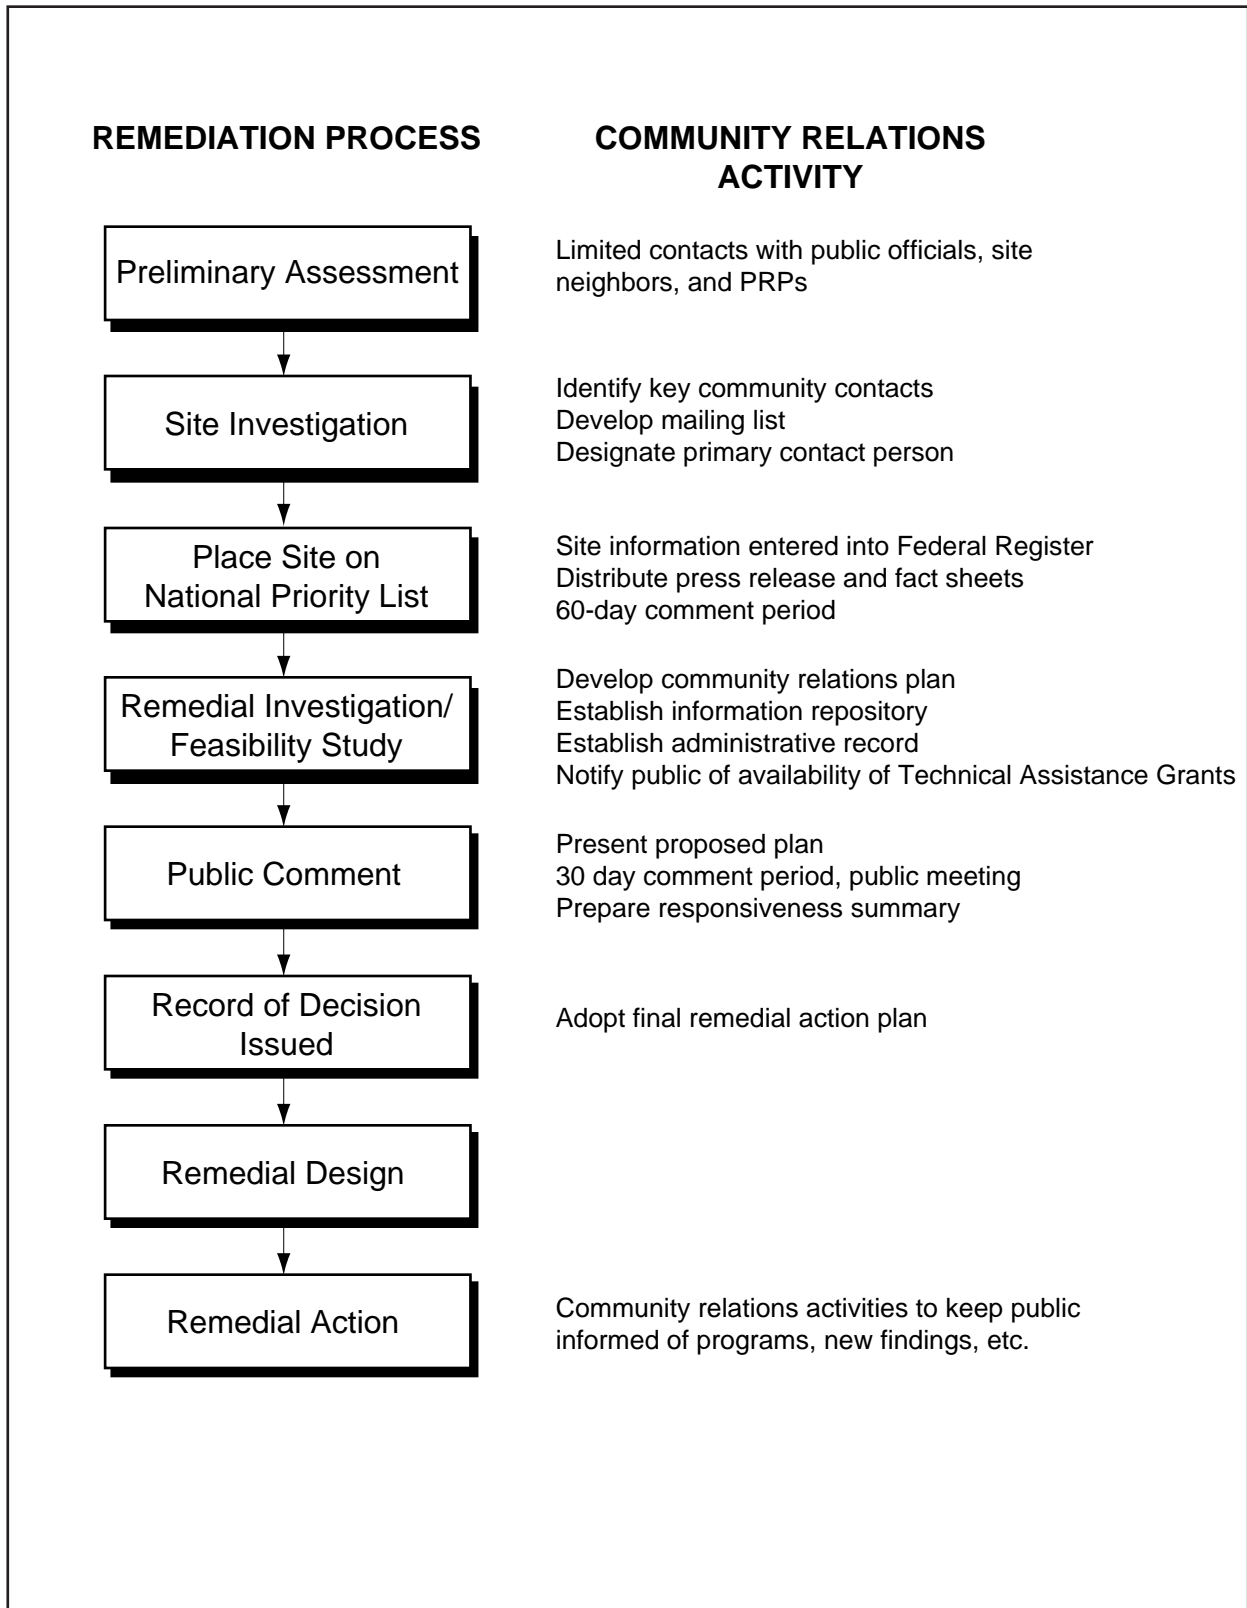 REMEDIATION PROCESS
COMMUNITY RELATIONS
ACTIVITY
Preliminary Assessment
Limited contacts with public officials, site
neighbors, and PRPs
Site Investigation
Identify key community contacts
Develop mailing list
Designate primary contact person
Place Site on
National Priority List
Site information entered into Federal Register
Distribute press release and fact sheets
60-day comment period
Remedial Investigation/
Feasibility Study
Develop community relations plan
Establish information repository
Establish administrative record
Notify public of availability of Technical Assistance Grants
Public Comment
Present proposed plan
30 day comment period, public meeting
Prepare responsiveness summary
Record of Decision
Issued
Adopt final remedial action plan
Remedial Design
Remedial Action
Community relations activities to keep public
informed of programs, new findings, etc.